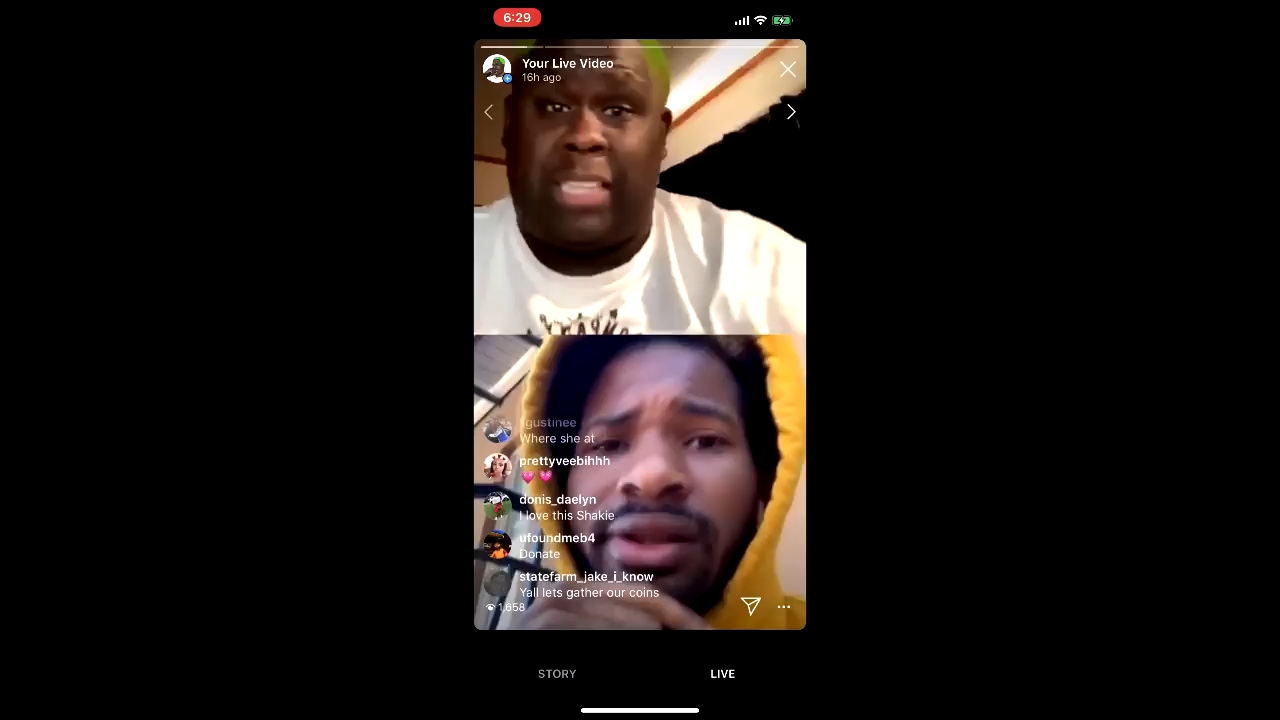 6:29
Your Live Video
16h ago
gustinee
Where she at
prettyveebihhh
💗 💗
donis_daelyn
I love this Shakie
ufoundmeb4
Donate
statefarm_jake_i_know
Yall lets gather our coins
1,658
STORY
LIVE